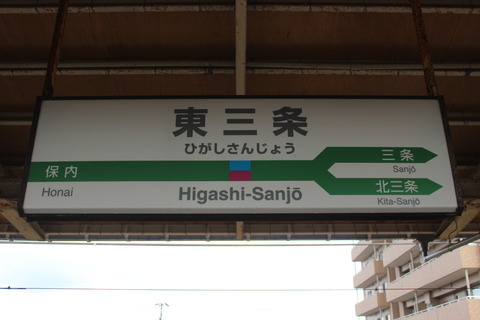 東三条
ひがしさんじょう
保内
Honai
Higashi-Sanjō
三条
Sanjō
北三条
Kita-Sanjō